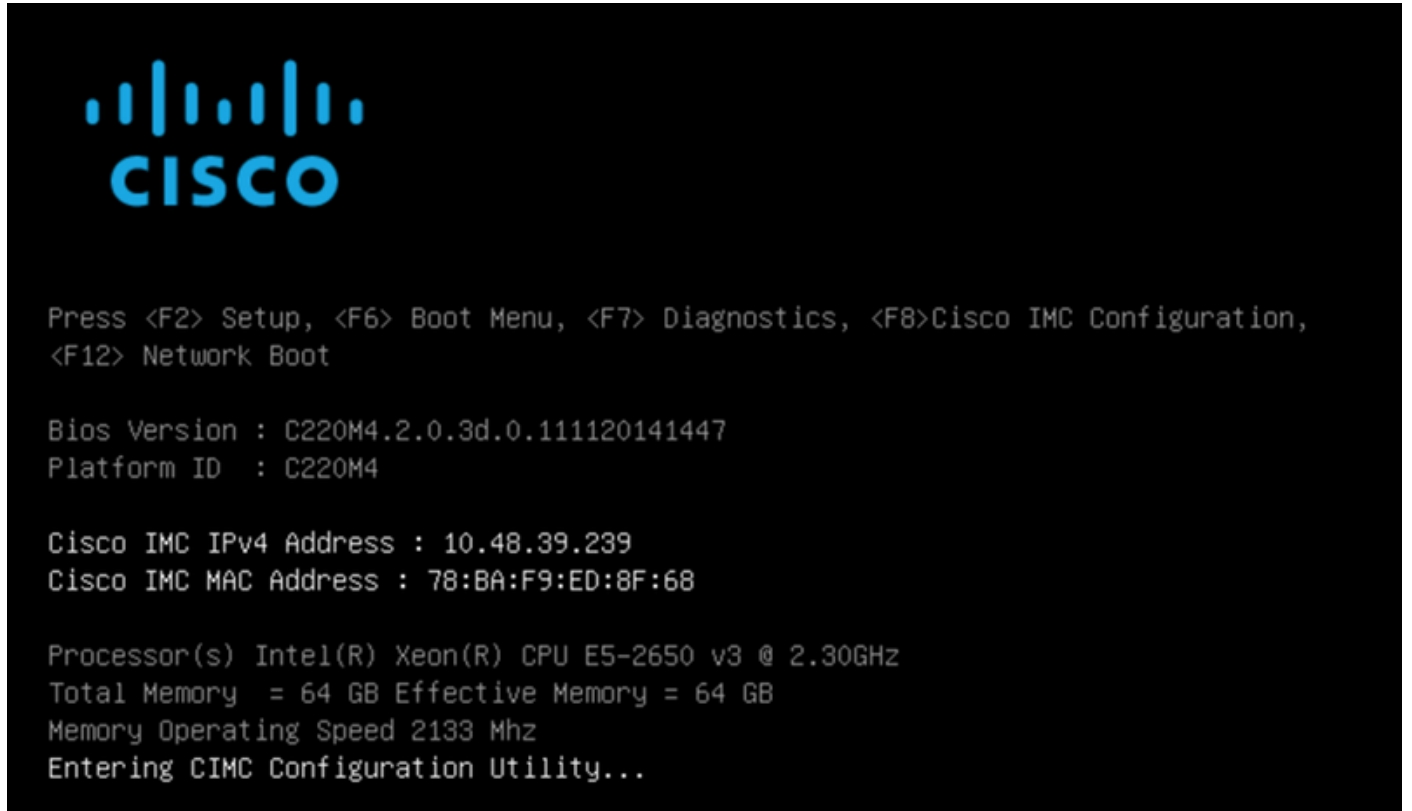 CISCO
Press <F2> Setup, <F6> Boot Menu, <F7> Diagnostics, <F8>Cisco IMC Configuration,
<F12> Network Boot
Bios Version : C220M4.2.0.3d.0.111120141447
Platform ID  : C220M4
Cisco IMC IPv4 Address : 10.48.39.239
Cisco IMC MAC Address : 78:BA:F9:ED:8F:68
Processor(s) Intel(R) Xeon(R) CPU E5-2650 v3 @ 2.30GHz
Total Memory  = 64 GB Effective Memory = 64 GB
Memory Operating Speed 2133 Mhz
Entering CIMC Configuration Utility...